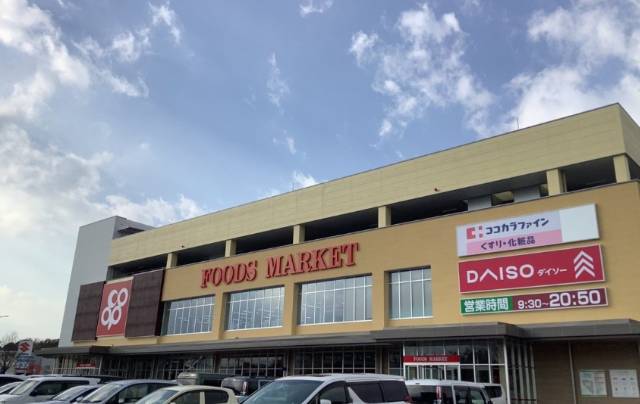 FOODS MARKET
ココカラファイン
くすり・化粧品
DAISO ダイソー
営業時間 9:30~20:50
FOODS MARKET